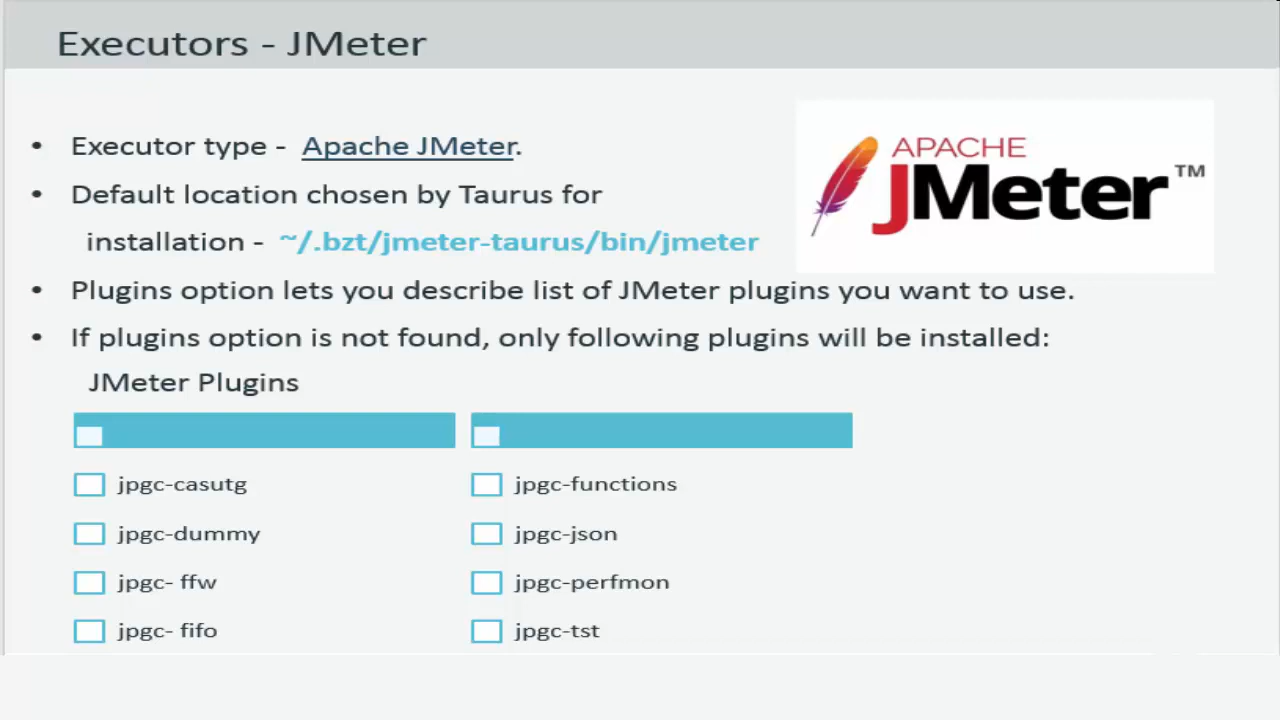 Executors - JMeter
• Executor type - Apache JMeter.
APACHE
JMeter™
• Default location chosen by Taurus for
installation - ~/.bzt/jmeter-taurus/bin/jmeter
• Plugins option lets you describe list of JMeter plugins you want to use.
• If plugins option is not found, only following plugins will be installed:
JMeter Plugins
jpgc-casutg
jpgc-functions
jpgc-dummy
jpgc-json
jpgc- ffw
jpgc-perfmon
jpgc- fifo
jpgc-tst